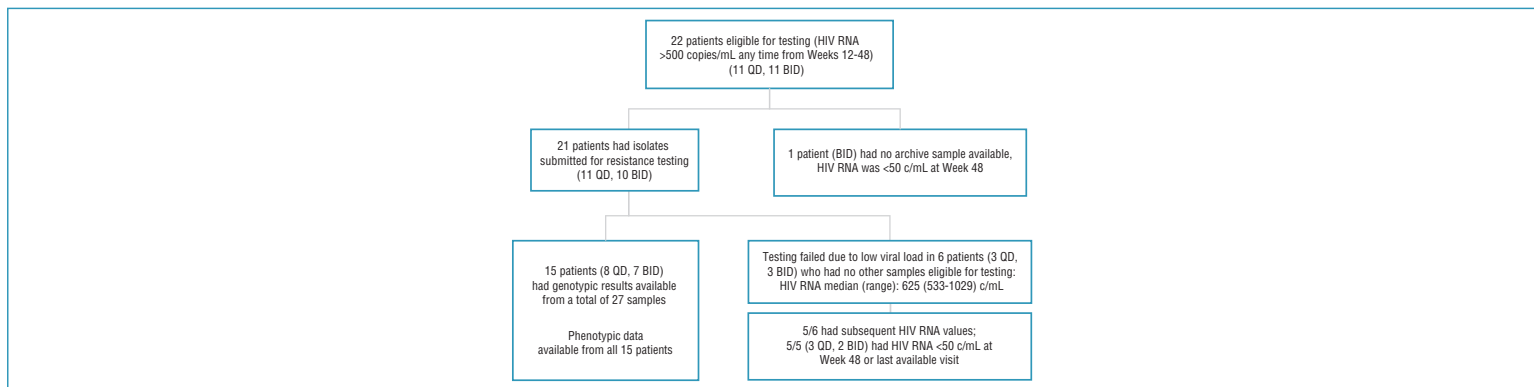 22 patients eligible for testing (HIV RNA
>500 copies/mL any time from Weeks 12-48)
(11 QD, 11 BID)
21 patients had isolates
submitted for resistance testing
(11 QD, 10 BID)
1 patient (BID) had no archive sample available,
HIV RNA was <50 c/mL at Week 48
15 patients (8 QD, 7 BID)
had genotypic results available
from a total of 27 samples
Phenotypic data
available from all 15 patients
Testing failed due to low viral load in 6 patients (3 QD,
3 BID) who had no other samples eligible for testing:
HIV RNA median (range): 625 (533-1029) c/mL
5/6 had subsequent HIV RNA values;
5/5 (3 QD, 2 BID) had HIV RNA <50 c/mL at
Week 48 or last available visit